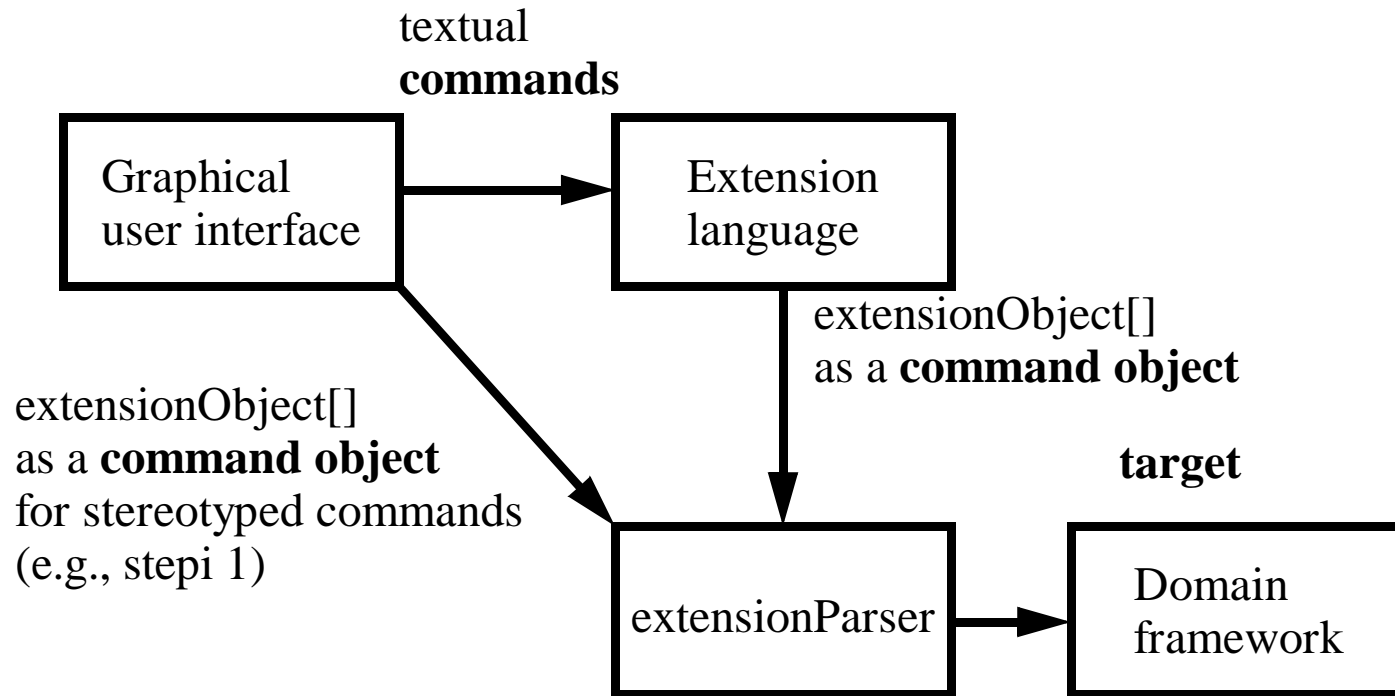 textual
commands
Graphical
user interface
Extension
language
extensionObject[]
as a command object
extensionObject[]
as a command object
for stereotyped commands
(e.g., stepi 1)
target
extensionParser
Domain
framework